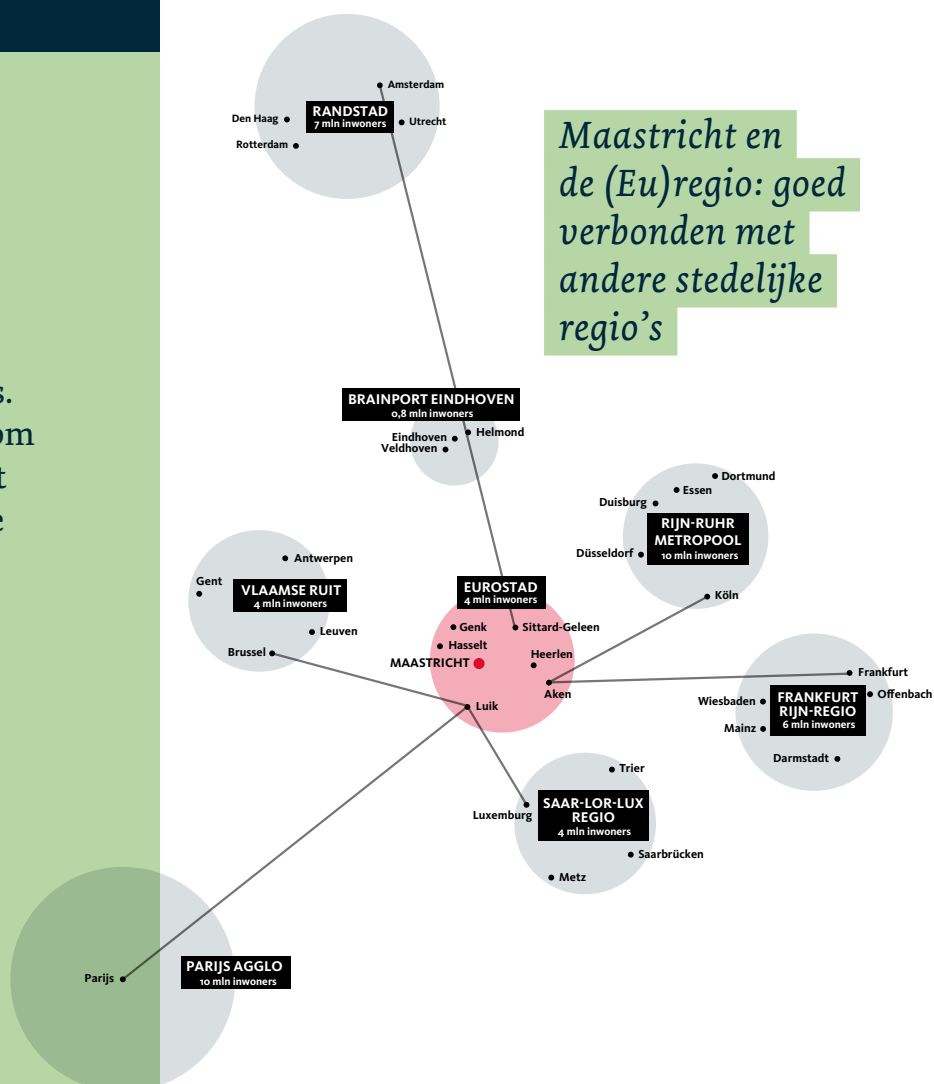 Amsterdam
RANDSTAD
7 mln inwoners
Den Haag
Utrecht
Rotterdam
Maastricht en
de (Eu)regio: goed
verbonden met
andere stedelijke
regio's
s.
om
t
e
BRAINPORT EINDHOVEN
0,8 mln inwoners
Helmond
Eindhoven
Veldhoven
Dortmund
Essen
Duisburg
RIJN-RUHR
METROPOOL
10 mln inwoners
Düsseldorf
Köln
Antwerpen
Gent
VLAAMSE RUIT
4 mln inwoners
Leuven
Brussel
EUROSTAD
4 mln inwoners
Genk
Sittard-Geleen
Hasselt
Heerlen
MAASTRICHT
Aken
Luik
Frankfurt
Offenbach
Wiesbaden
FRANKFURT
RIJN-REGIO
6 mln inwoners
Mainz
Darmstadt
Trier
SAAR-LOR-LUX
REGIO
4 mln inwoners
Luxemburg
Saarbrücken
Metz
PARIJS AGGLO
10 mln inwoners
Parijs